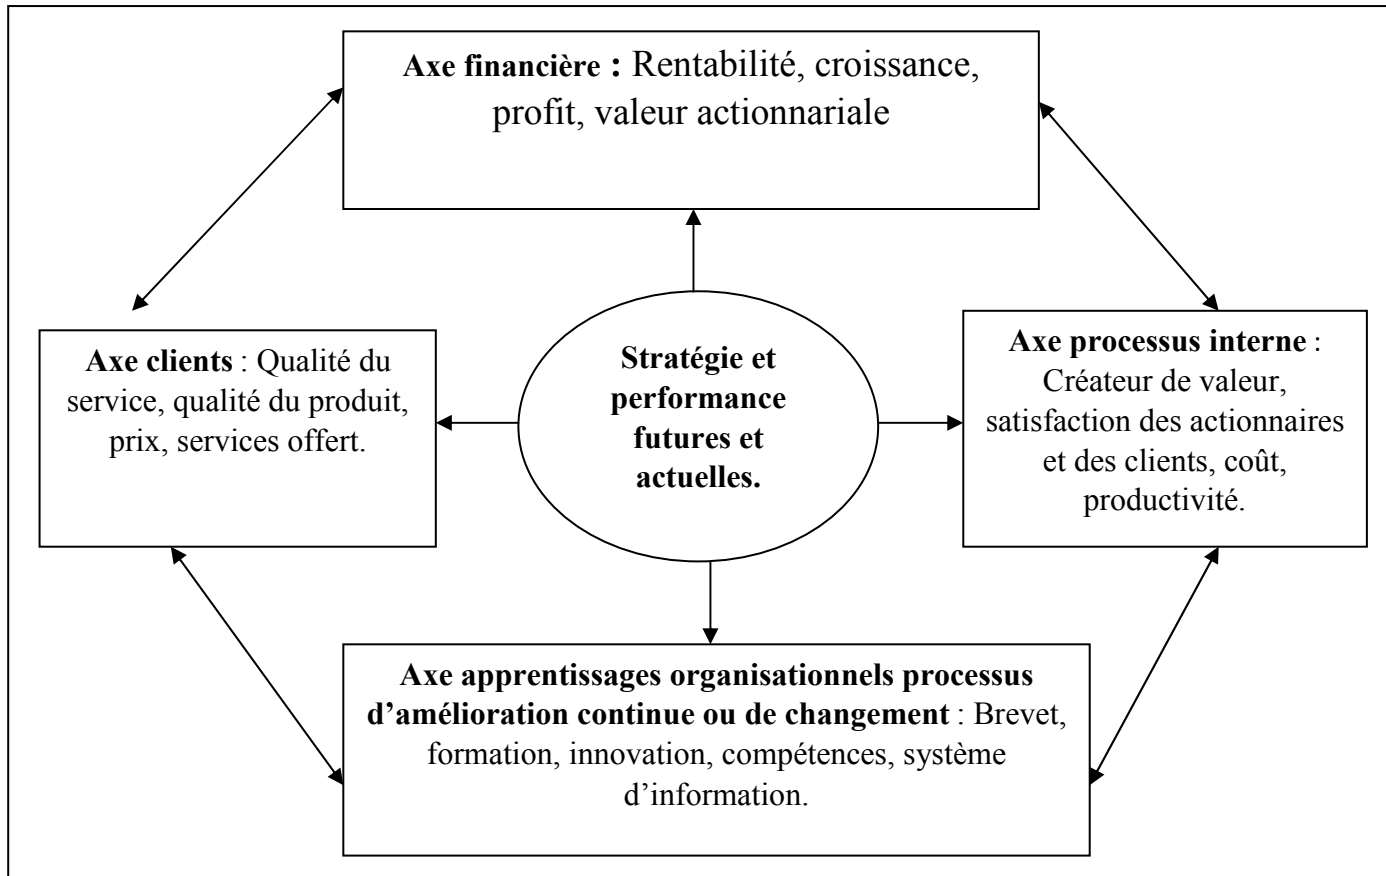 Axe financière : Rentabilité, croissance,
profit, valeur actionnariale
Axe clients : Qualité du
service, qualité du produit,
prix, services offert.
Stratégie et
performance
futures et
actuelles.
Axe processus interne :
Créateur de valeur,
satisfaction des actionnaires
et des clients, coût,
productivité.
Axe apprentissages organisationnels processus
d’amélioration continue ou de changement : Brevet,
formation, innovation, compétences, système
d’information.